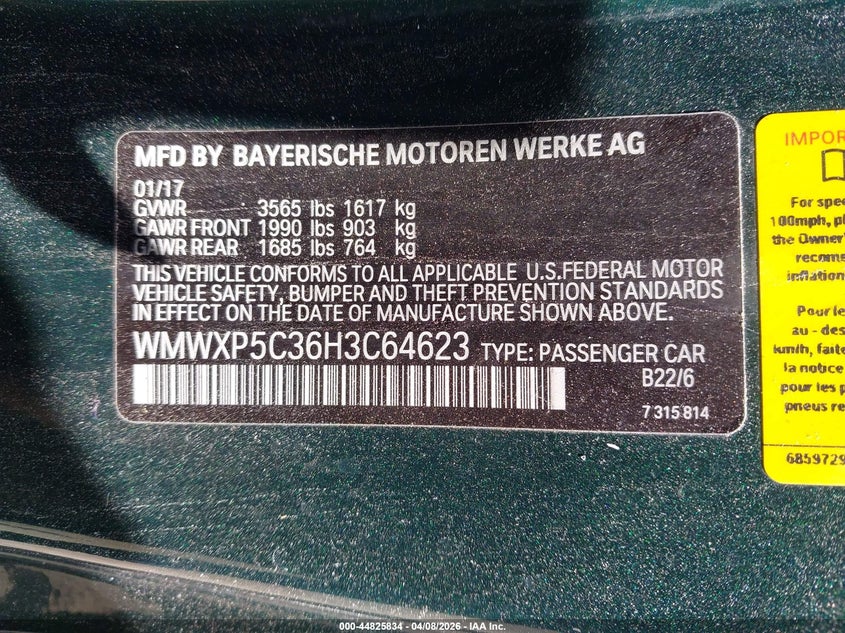 MFD BY BAYERISCHE MOTOREN WERKE AG
01/17
GVWR 3565 lbs 1617 kg
GAWR FRONT 1990 lbs 903 kg
GAWR REAR 1685 lbs 764 kg
THIS VEHICLE CONFORMS TO ALL APPLICABLE U.S.FEDERAL MOTOR
VEHICLE SAFETY, BUMPER AND THEFT PREVENTION STANDARDS
IN EFFECT ON THE DATE OF MANUFACTURE SHOWN ABOVE.
WMWXP5C36H3C64623 TYPE: PASSENGER CAR
B22/6
7 315 814
IMPOR
For spee
100mph, pl
the Owner'
recom
inflation
Pour le
au - des
km/h, faite
la notice
pour les p
pneus re
6859729
000-44825834 - 04/08/2026 - IAA Inc.